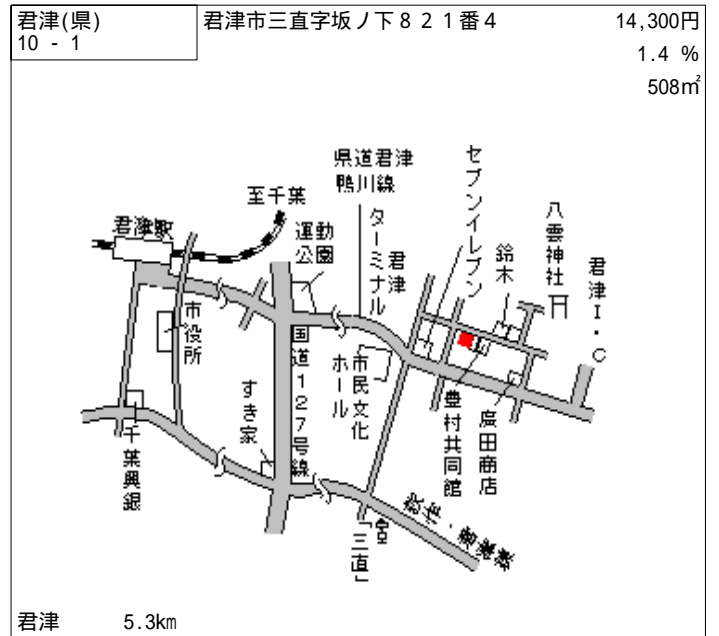 君津(県)
10 - 1
君津市三直字坂ノ下821番4
14,300円
1.4 %
508㎡
県道君津
鴨川線
至千葉
君津駅
運動
公園
君津
ターミナル
セブンイレブン
鈴木
八雲神社
君津I・C
市役所
国道127号線
市民文化
ホール
すき家
千葉興銀
豊村共同館
廣田商店
「三直」
君津 5.3km